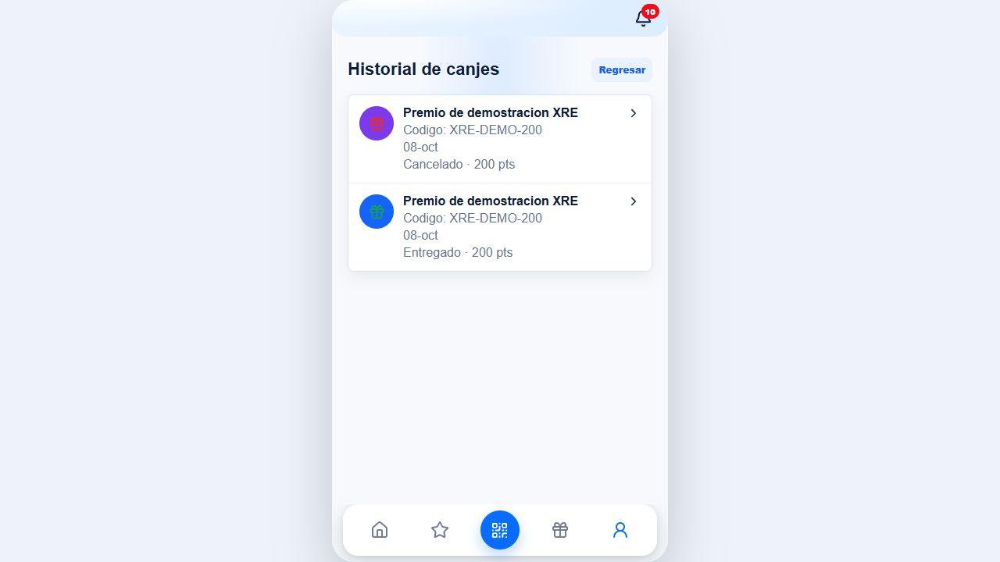 10
Historial de canjes
Regresar
Premio de demostracion XRE
Codigo: XRE-DEMO-200
08-oct
Cancelado · 200 pts
Premio de demostracion XRE
Codigo: XRE-DEMO-200
08-oct
Entregado · 200 pts